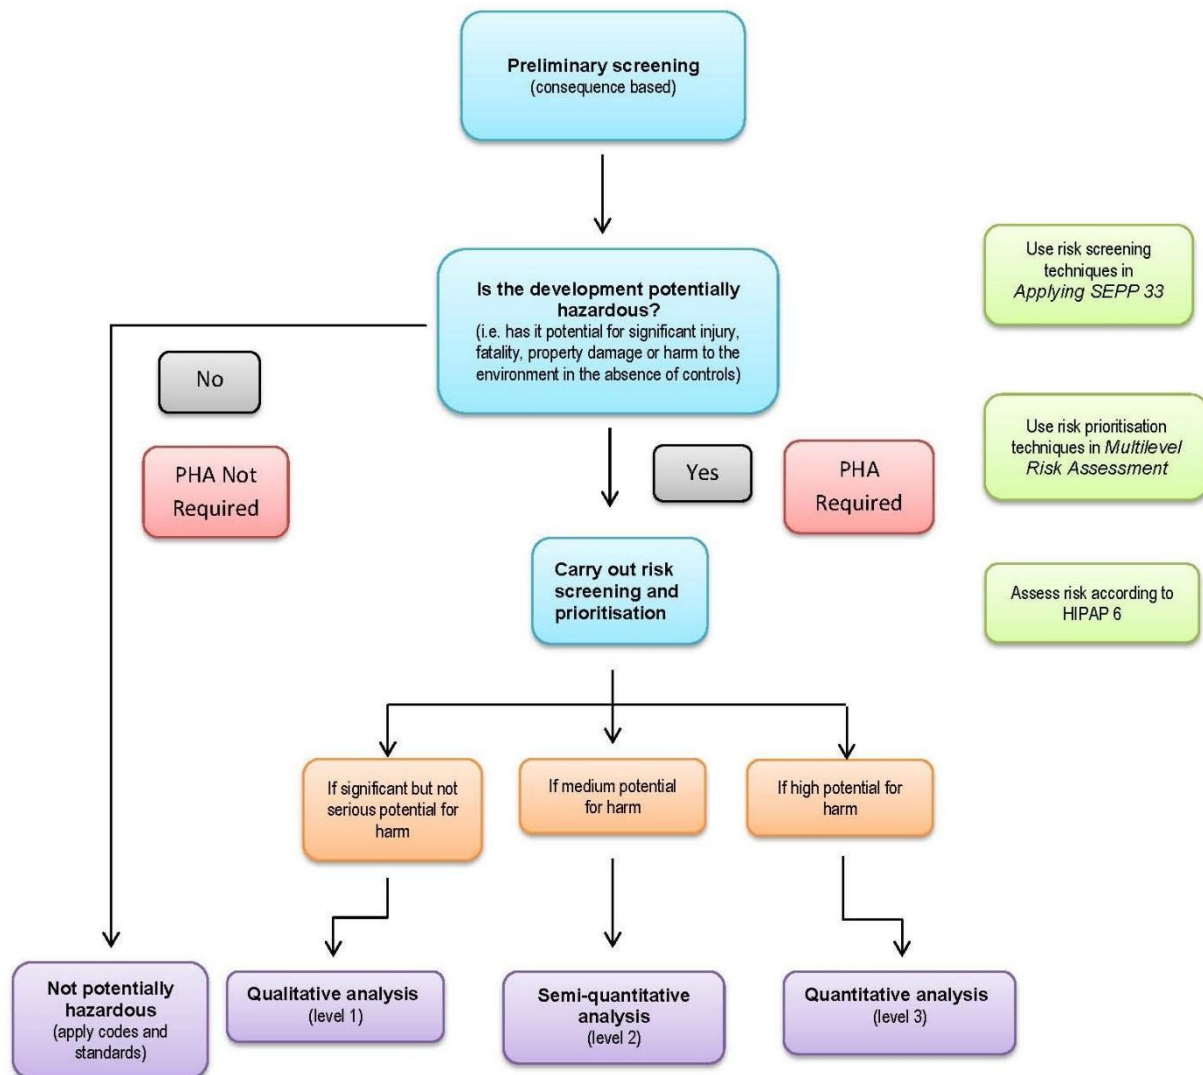 Preliminary screening
(consequence based)
Is the development potentially
hazardous?
(i.e. has it potential for significant injury,
fatality, property damage or harm to the
environment in the absence of controls)
Use risk screening
techniques in
Applying SEPP 33
No
PHA Not
Required
Yes
PHA
Required
Use risk prioritisation
techniques in Multilevel
Risk Assessment
Carry out risk
screening and
prioritisation
Assess risk according to
HIPAP 6
If significant but not
serious potential for
harm
If medium potential
for harm
If high potential for
harm
Not potentially
hazardous
(apply codes and
standards)
Qualitative analysis
(level 1)
Semi-quantitative
analysis
(level 2)
Quantitative analysis
(level 3)